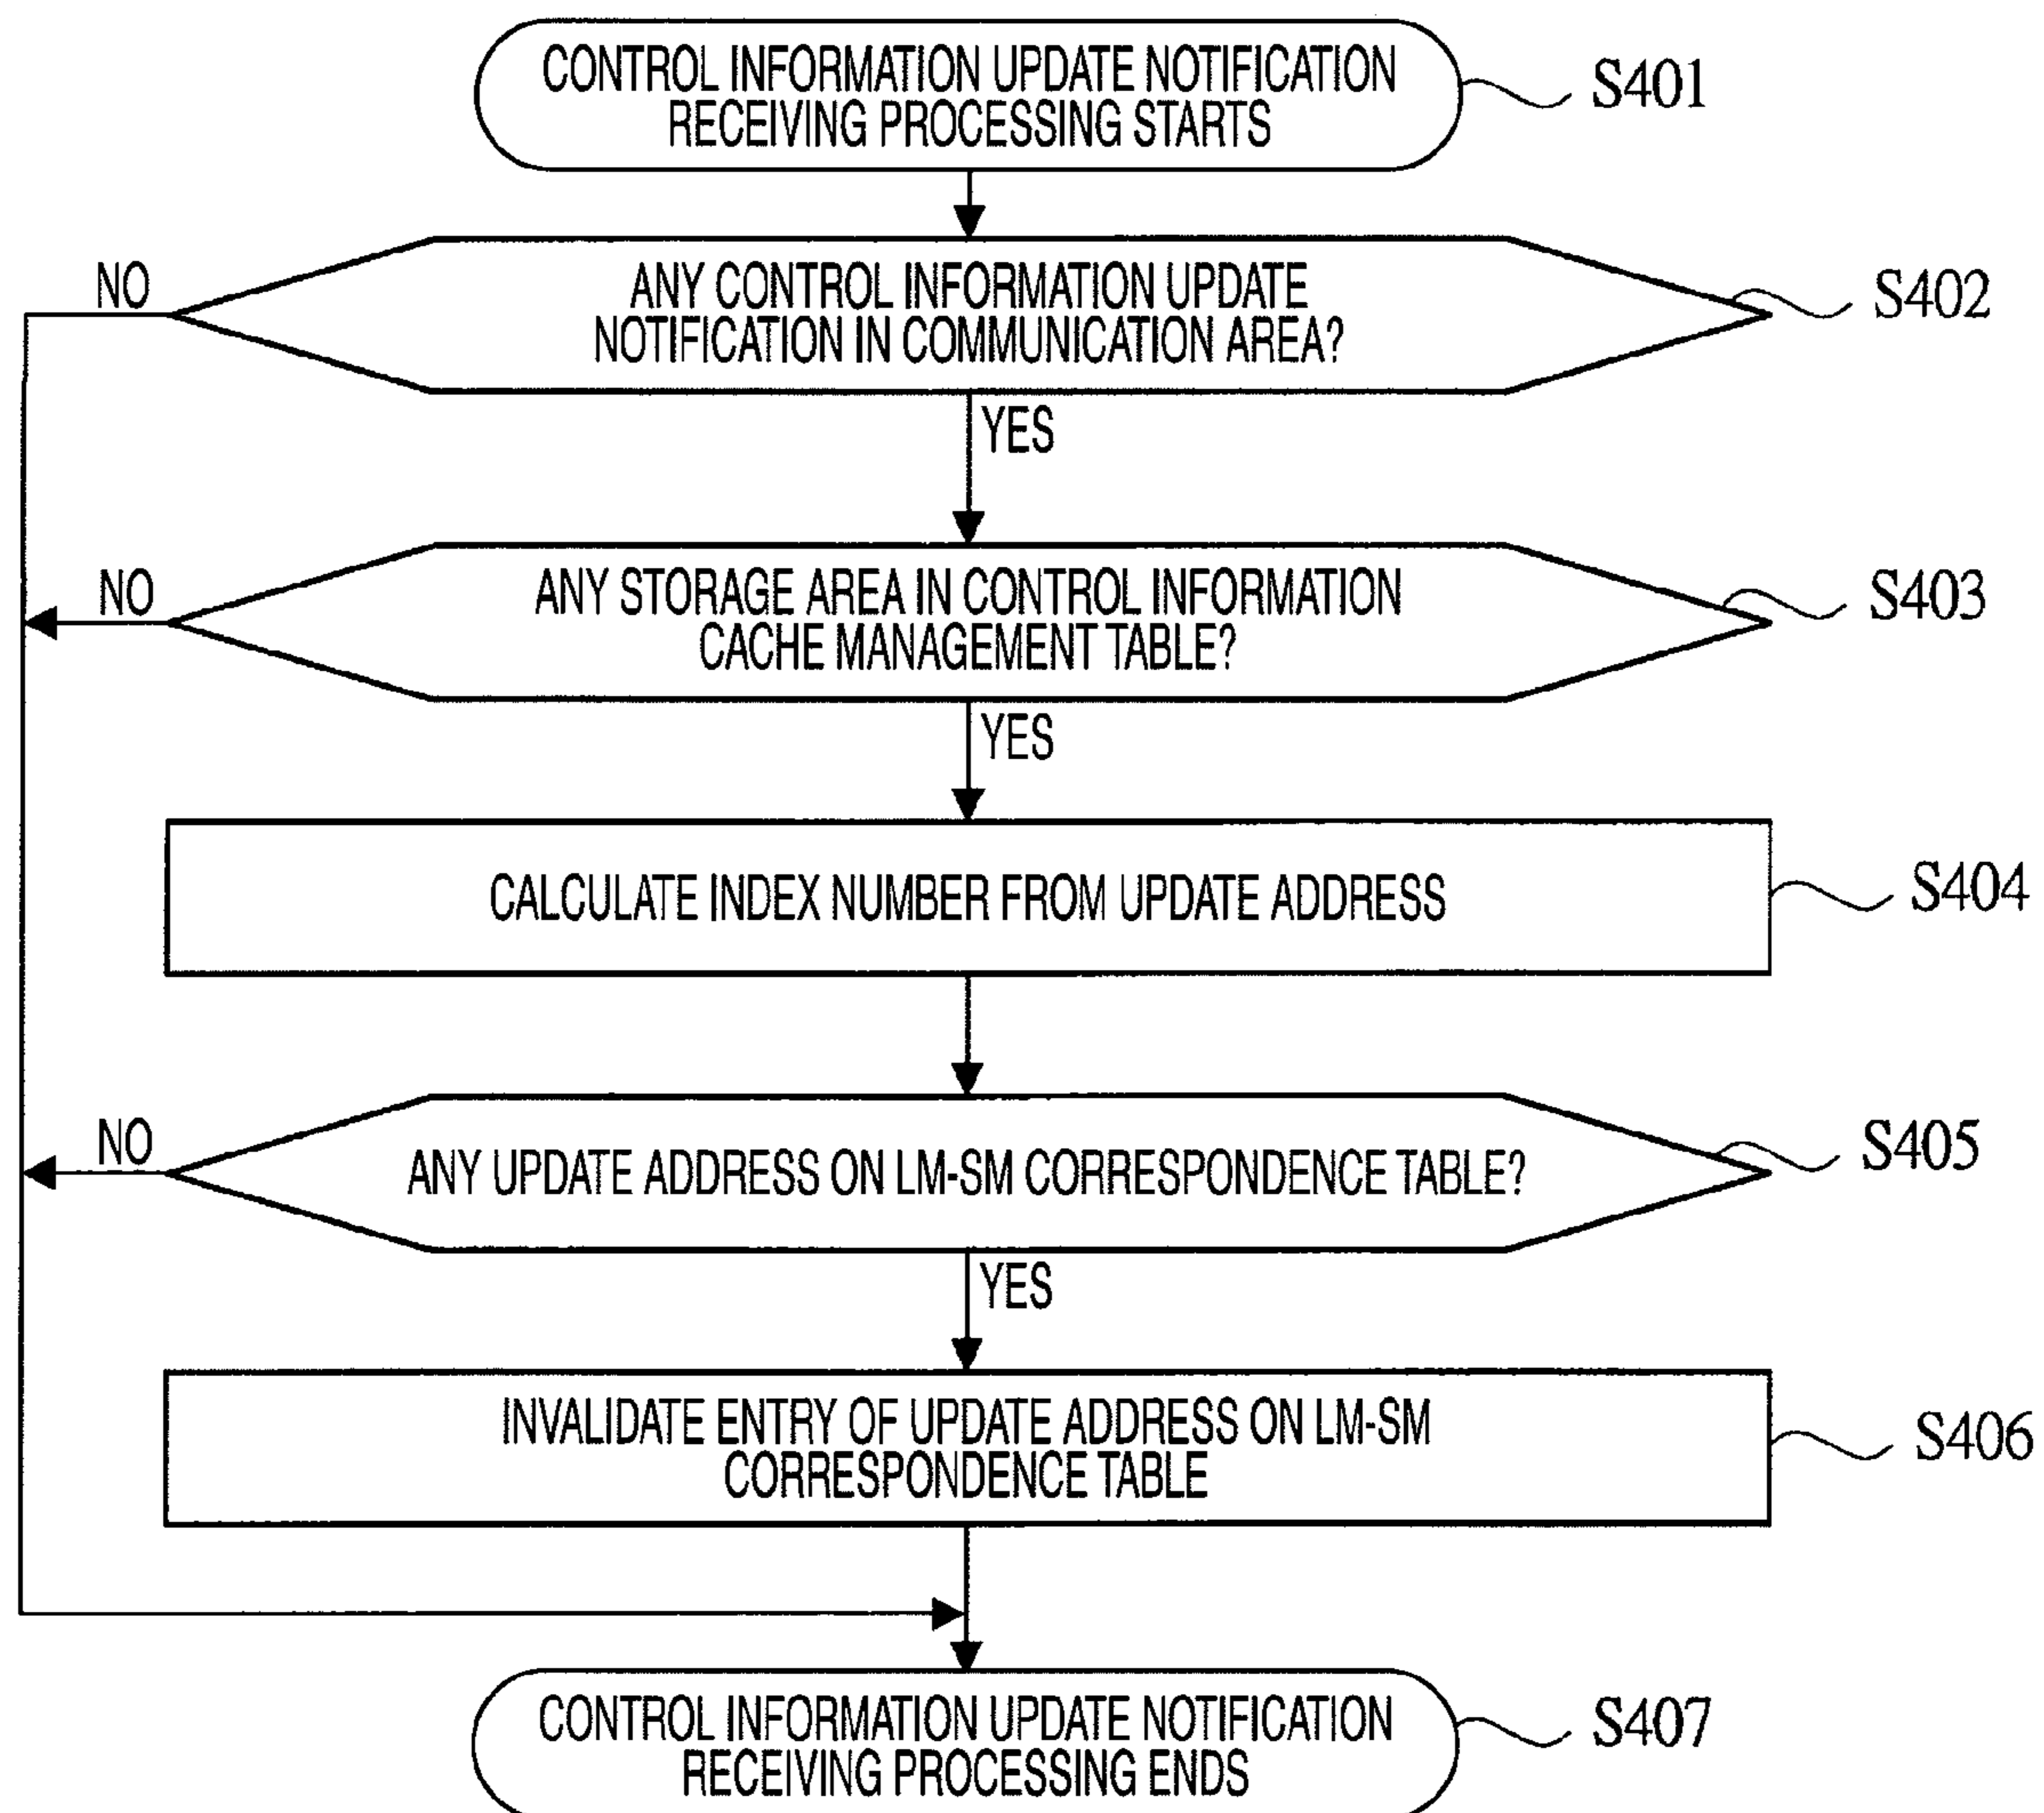 CONTROL INFORMATION UPDATE NOTIFICATION
RECEIVING PROCESSING STARTS
S401
NO
ANY CONTROL INFORMATION UPDATE
NOTIFICATION IN COMMUNICATION AREA?
S402
YES
NO
ANY STORAGE AREA IN CONTROL INFORMATION
CACHE MANAGEMENT TABLE?
S403
YES
CALCULATE INDEX NUMBER FROM UPDATE ADDRESS
S404
NO
ANY UPDATE ADDRESS ON LM-SM CORRESPONDENCE TABLE?
S405
YES
INVALIDATE ENTRY OF UPDATE ADDRESS ON LM-SM
CORRESPONDENCE TABLE
S406
CONTROL INFORMATION UPDATE NOTIFICATION
RECEIVING PROCESSING ENDS
S407